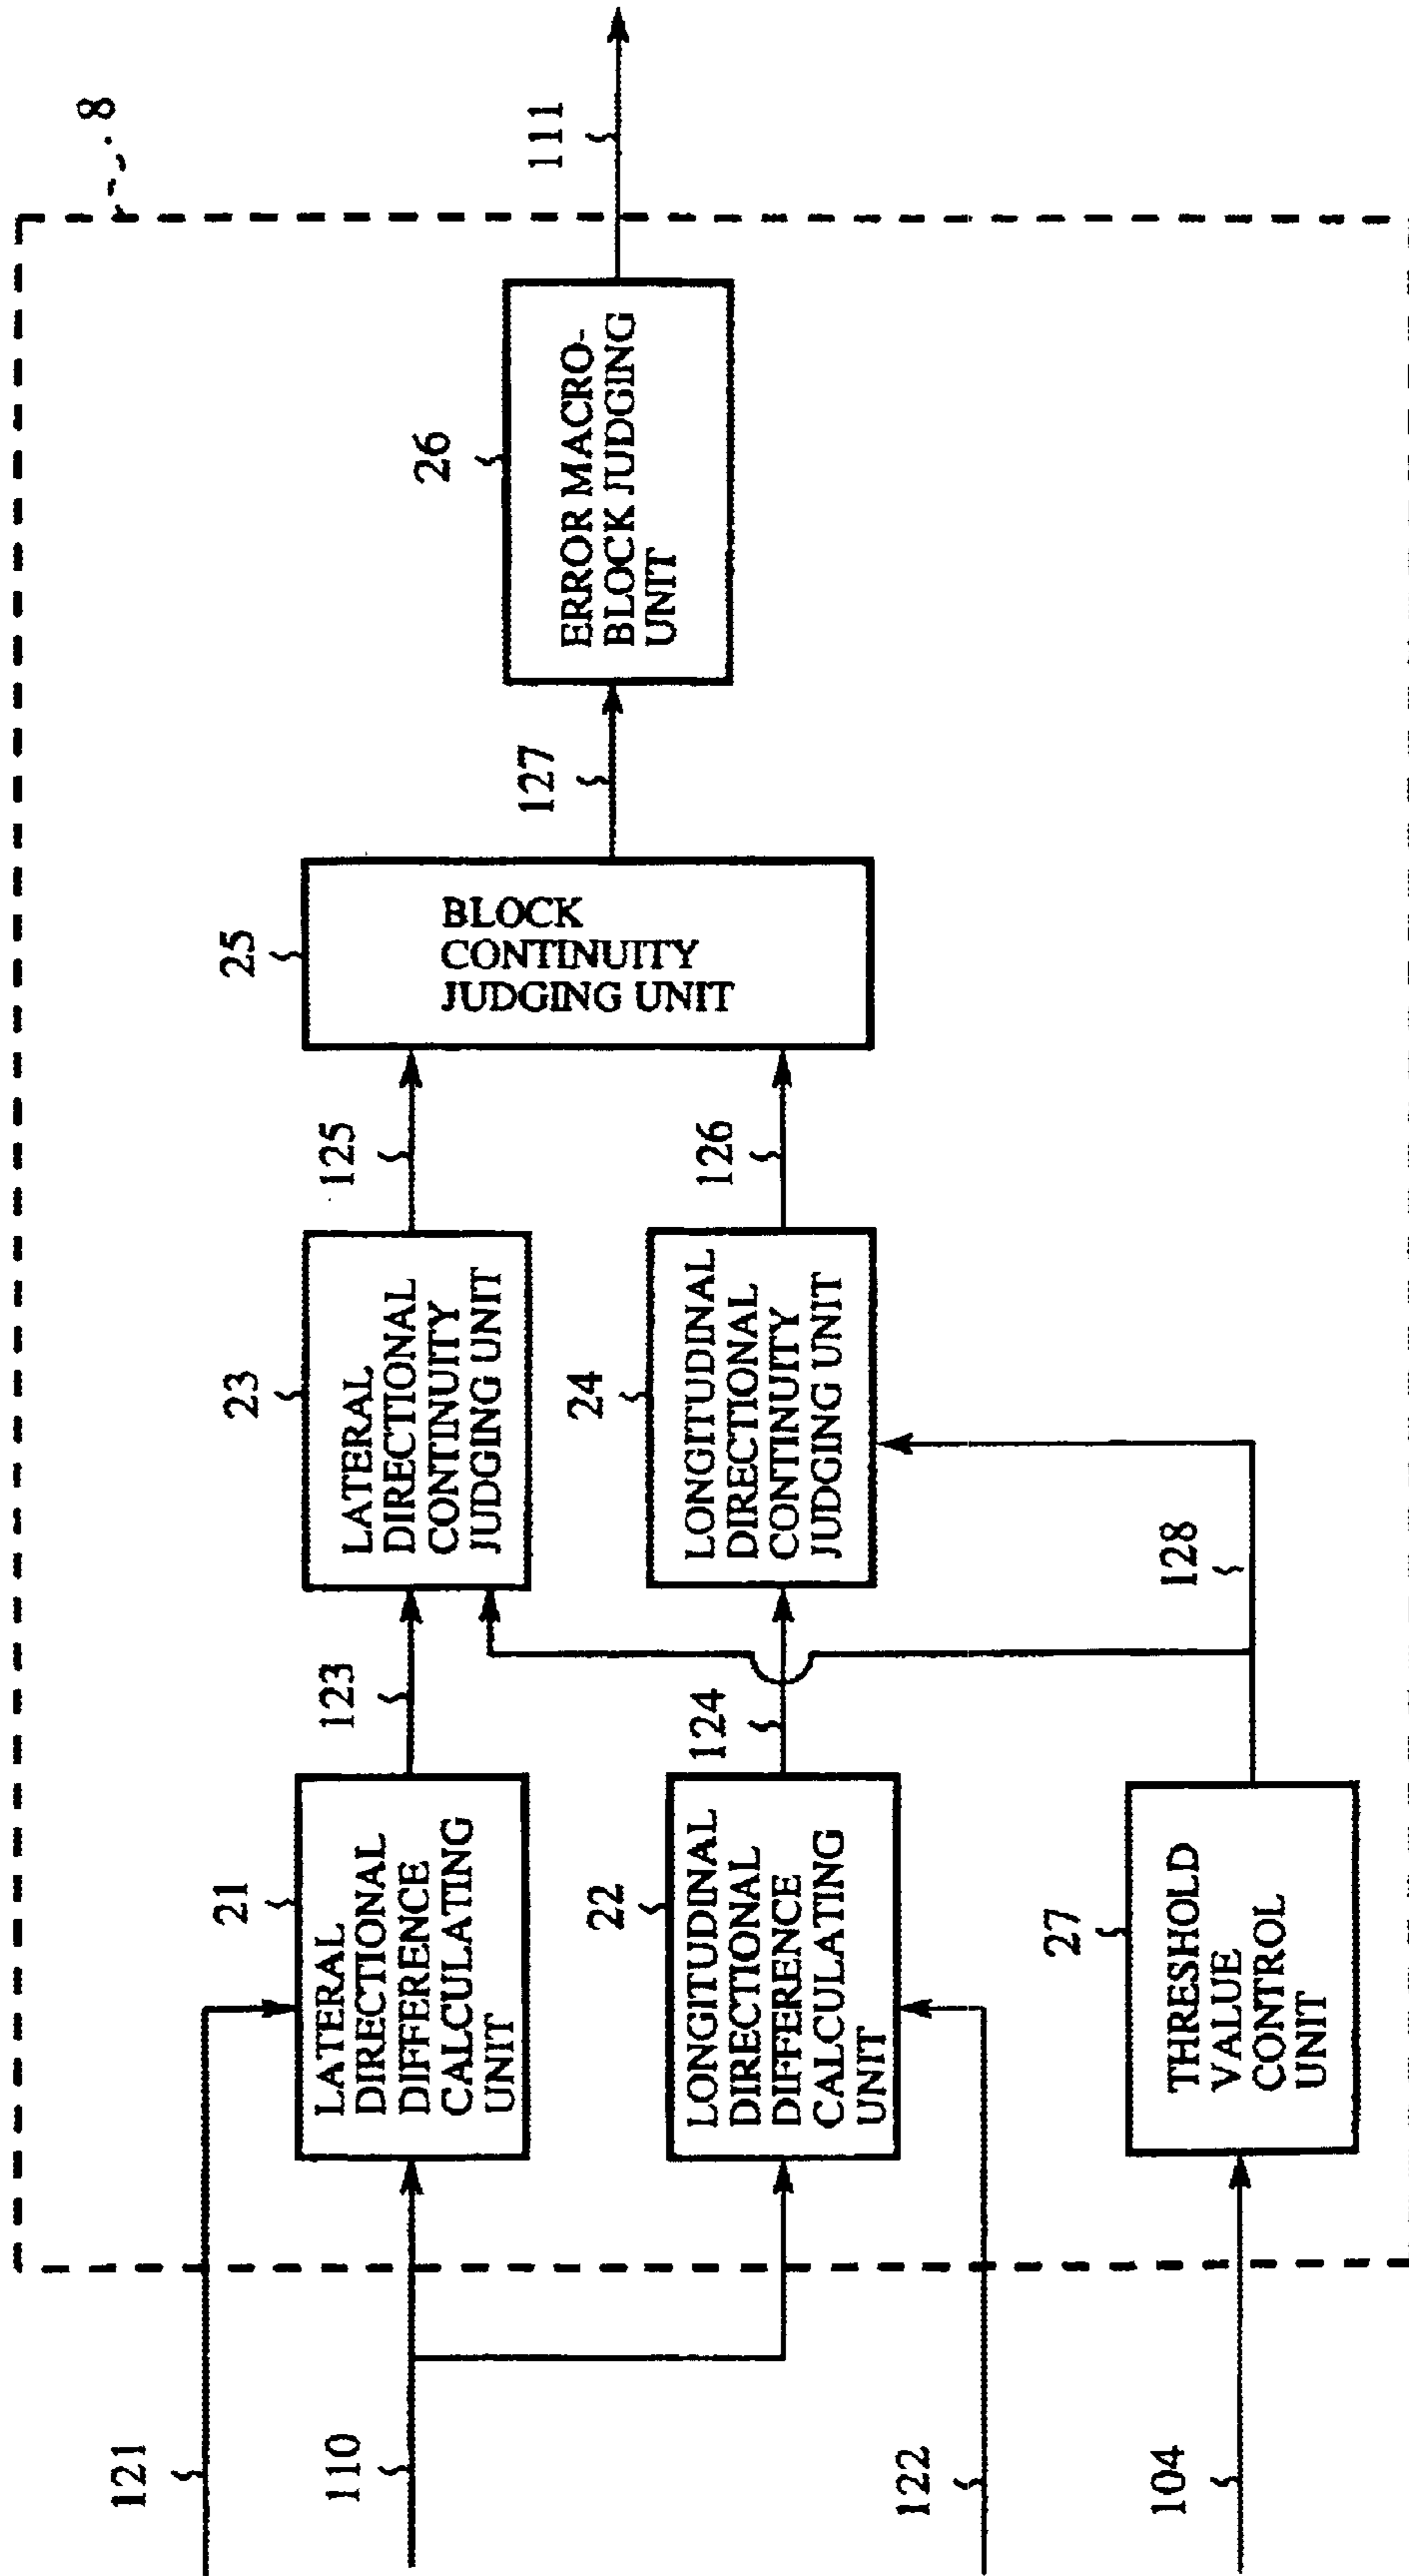 8
121
110
122
104
21
LATERAL
DIRECTIONAL
DIFFERENCE
CALCULATING
UNIT
22
LONGITUDINAL
DIRECTIONAL
DIFFERENCE
CALCULATING
UNIT
27
THRESHOLD
VALUE
CONTROL
UNIT
123
124
128
23
LATERAL
DIRECTIONAL
CONTINUITY
JUDGING UNIT
24
LONGITUDINAL
DIRECTIONAL
CONTINUITY
JUDGING UNIT
125
126
25
BLOCK
CONTINUITY
JUDGING UNIT
127
26
ERROR MACRO-
BLOCK JUDGING
UNIT
111